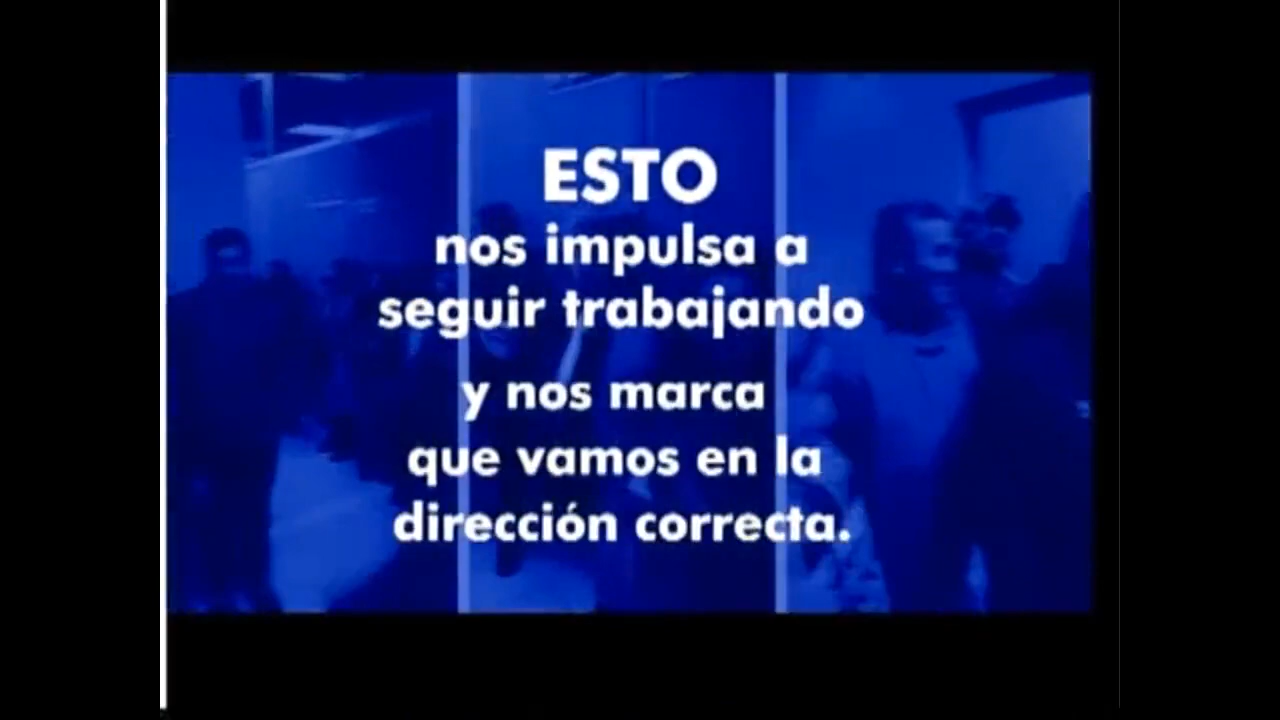 ESTO
nos impulsa a
seguir trabajando
y nos marca
que vamos en la
dirección correcta.